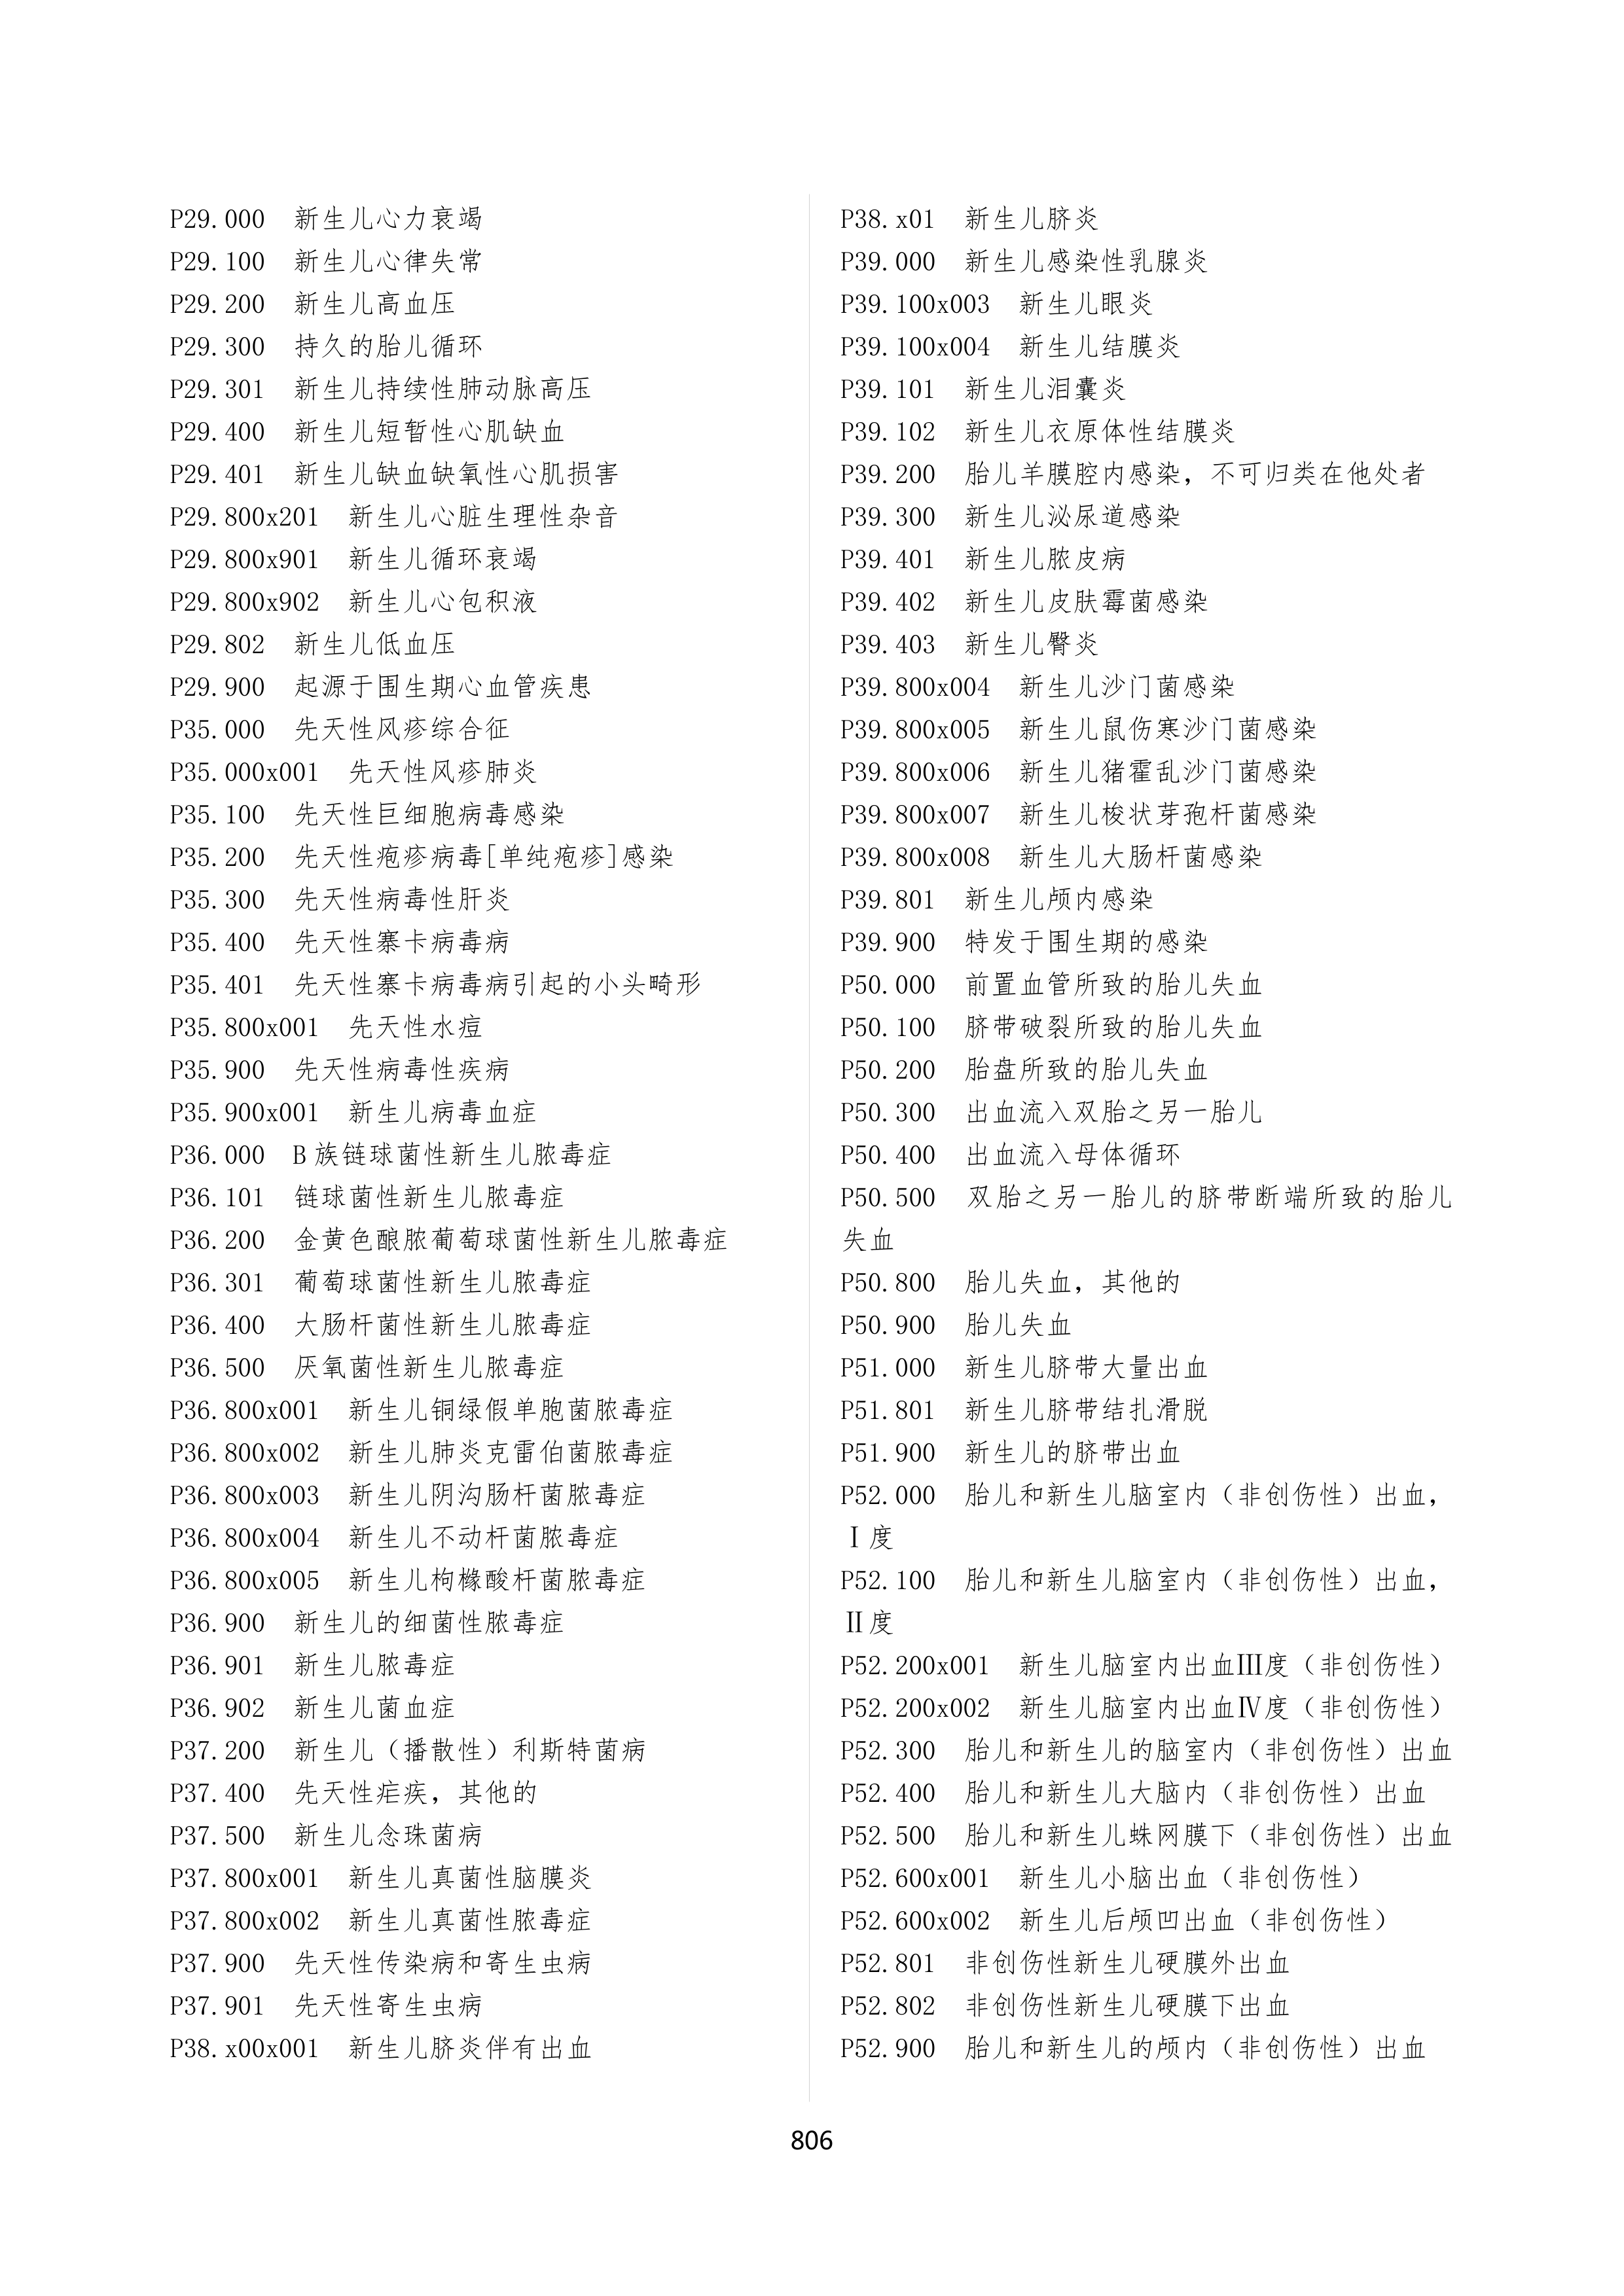 P29.000  新生儿心力衰竭
P29.100  新生儿心律失常
P29.200  新生儿高血压
P29.300  持久的胎儿循环
P29.301  新生儿持续性肺动脉高压
P29.400  新生儿短暂性心肌缺血
P29.401  新生儿缺血缺氧性心肌损害
P29.800x201  新生儿心脏生理性杂音
P29.800x901  新生儿循环衰竭
P29.800x902  新生儿心包积液
P29.802  新生儿低血压
P29.900  起源于围生期心血管疾患
P35.000  先天性风疹综合征
P35.000x001  先天性风疹肺炎
P35.100  先天性巨细胞病毒感染
P35.200  先天性疱疹病毒[单纯疱疹]感染
P35.300  先天性病毒性肝炎
P35.400  先天性寨卡病毒病
P35.401  先天性寨卡病毒病引起的小头畸形
P35.800x001  先天性水痘
P35.900  先天性病毒性疾病
P35.900x001  新生儿病毒血症
P36.000  B 族链球菌性新生儿脓毒症
P36.101  链球菌性新生儿脓毒症
P36.200  金黄色酿脓葡萄球菌性新生儿脓毒症
P36.301  葡萄球菌性新生儿脓毒症
P36.400  大肠杆菌性新生儿脓毒症
P36.500  厌氧菌性新生儿脓毒症
P36.800x001  新生儿铜绿假单胞菌脓毒症
P36.800x002  新生儿肺炎克雷伯菌脓毒症
P36.800x003  新生儿阴沟肠杆菌脓毒症
P36.800x004  新生儿不动杆菌脓毒症
P36.800x005  新生儿枸橼酸杆菌脓毒症
P36.900  新生儿的细菌性脓毒症
P36.901  新生儿脓毒症
P36.902  新生儿菌血症
P37.200  新生儿（播散性）利斯特菌病
P37.400  先天性疟疾，其他的
P37.500  新生儿念珠菌病
P37.800x001  新生儿真菌性脑膜炎
P37.800x002  新生儿真菌性脓毒症
P37.900  先天性传染病和寄生虫病
P37.901  先天性寄生虫病
P38.x00x001  新生儿脐炎伴有出血
P38.x01  新生儿脐炎
P39.000  新生儿感染性乳腺炎
P39.100x003  新生儿眼炎
P39.100x004  新生儿结膜炎
P39.101  新生儿泪囊炎
P39.102  新生儿衣原体性结膜炎
P39.200  胎儿羊膜腔内感染，不可归类在他处者
P39.300  新生儿泌尿道感染
P39.401  新生儿脓皮病
P39.402  新生儿皮肤霉菌感染
P39.403  新生儿臀炎
P39.800x004  新生儿沙门菌感染
P39.800x005  新生儿鼠伤寒沙门菌感染
P39.800x006  新生儿猪霍乱沙门菌感染
P39.800x007  新生儿梭状芽孢杆菌感染
P39.800x008  新生儿大肠杆菌感染
P39.801  新生儿颅内感染
P39.900  特发于围生期的感染
P50.000  前置血管所致的胎儿失血
P50.100  脐带破裂所致的胎儿失血
P50.200  胎盘所致的胎儿失血
P50.300  出血流入双胎之另一胎儿
P50.400  出血流入母体循环
P50.500  双胎之另一胎儿的脐带断端所致的胎儿
失血
P50.800  胎儿失血，其他的
P50.900  胎儿失血
P51.000  新生儿脐带大量出血
P51.801  新生儿脐带结扎滑脱
P51.900  新生儿的脐带出血
P52.000  胎儿和新生儿脑室内（非创伤性）出血，
Ⅰ度
P52.100  胎儿和新生儿脑室内（非创伤性）出血，
Ⅱ度
P52.200x001  新生儿脑室内出血Ⅲ度（非创伤性）
P52.200x002  新生儿脑室内出血Ⅳ度（非创伤性）
P52.300  胎儿和新生儿的脑室内（非创伤性）出血
P52.400  胎儿和新生儿大脑内（非创伤性）出血
P52.500  胎儿和新生儿蛛网膜下（非创伤性）出血
P52.600x001  新生儿小脑出血（非创伤性）
P52.600x002  新生儿后颅凹出血（非创伤性）
P52.801  非创伤性新生儿硬膜外出血
P52.802  非创伤性新生儿硬膜下出血
P52.900  胎儿和新生儿的颅内（非创伤性）出血
806